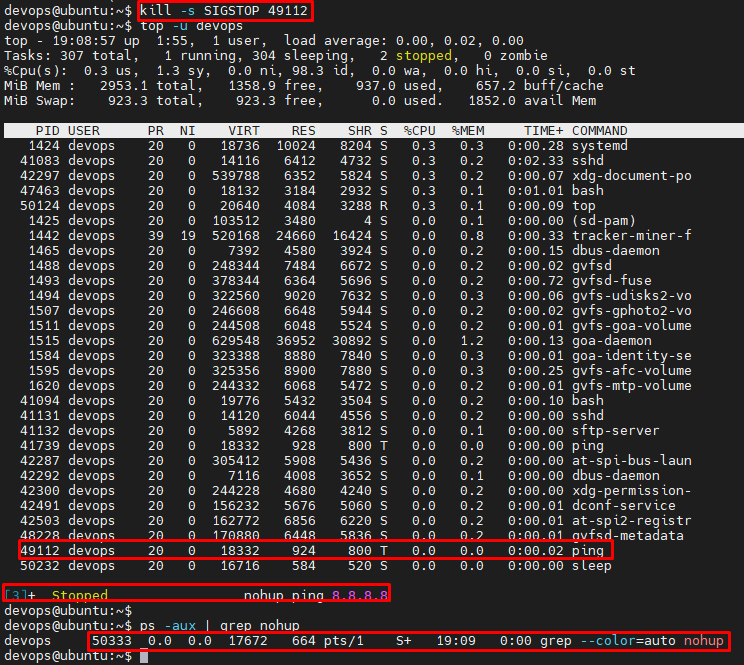 devops@ubuntu:~$ kill -s SIGSTOP 49112
devops@ubuntu:~$ top -u devops
top - 19:08:57 up  1:55,  1 user,  load average: 0.00, 0.02, 0.00
Tasks: 307 total,   1 running, 304 sleeping,   2 stopped,   0 zombie
%Cpu(s):  0.3 us,  1.3 sy,  0.0 ni, 98.3 id,  0.0 wa,  0.0 hi,  0.0 si,  0.0 st
MiB Mem :   2953.1 total,   1358.9 free,    937.0 used,    657.2 buff/cache
MiB Swap:    923.3 total,    923.3 free,      0.0 used.   1852.0 avail Mem
PID USER      PR  NI    VIRT    RES    SHR S  %CPU  %MEM     TIME+ COMMAND
1424 devops    20   0   18736  10024   8204 S   0.3   0.3   0:00.28 systemd
41083 devops    20   0   14116   6412   4732 S   0.3   0.2   0:02.33 sshd
42297 devops    20   0  539788   6352   5824 S   0.3   0.2   0:00.07 xdg-document-po
47463 devops    20   0   18132   3184   2932 S   0.3   0.1   0:01.01 bash
50124 devops    20   0   20640   4084   3288 R   0.3   0.1   0:00.09 top
1425 devops    20   0  103512   3480      4 S   0.0   0.1   0:00.00 (sd-pam)
1442 devops    39  19  520168  24660  16424 S   0.0   0.8   0:00.33 tracker-miner-f
1465 devops    20   0    7392   4580   3924 S   0.0   0.2   0:00.15 dbus-daemon
1488 devops    20   0  248344   7484   6672 S   0.0   0.2   0:00.02 gvfsd
1493 devops    20   0  378344   6364   5696 S   0.0   0.2   0:00.72 gvfsd-fuse
1494 devops    20   0  322560   9020   7632 S   0.0   0.3   0:00.06 gvfs-udisks2-vo
1507 devops    20   0  246608   6648   5944 S   0.0   0.2   0:00.02 gvfs-gphoto2-vo
1511 devops    20   0  244508   6048   5524 S   0.0   0.2   0:00.01 gvfs-goa-volume
1515 devops    20   0  629548  36952  30892 S   0.0   1.2   0:00.13 goa-daemon
1584 devops    20   0  323388   8880   7840 S   0.0   0.3   0:00.01 goa-identity-se
1595 devops    20   0  325356   8900   7880 S   0.0   0.3   0:00.25 gvfs-afc-volume
1620 devops    20   0  244332   6068   5472 S   0.0   0.2   0:00.01 gvfs-mtp-volume
41094 devops    20   0   19776   5432   3504 S   0.0   0.2   0:00.10 bash
41131 devops    20   0   14120   6044   4556 S   0.0   0.2   0:00.00 sshd
41132 devops    20   0    5892   4268   3812 S   0.0   0.1   0:00.00 sftp-server
41739 devops    20   0   18332    928    800 T   0.0   0.0   0:00.00 ping
42287 devops    20   0  305412   5908   5436 S   0.0   0.2   0:00.00 at-spi-bus-laun
42292 devops    20   0    7116   4008   3652 S   0.0   0.1   0:00.00 dbus-daemon
42300 devops    20   0  244228   4680   4240 S   0.0   0.2   0:00.00 xdg-permission-
42491 devops    20   0  156232   5676   5060 S   0.0   0.2   0:00.01 dconf-service
42503 devops    20   0  162772   6856   6220 S   0.0   0.2   0:00.01 at-spi2-registr
48228 devops    20   0  170880   6448   5836 S   0.0   0.2   0:00.01 gvfsd-metadata
49112 devops    20   0   18332    924    800 T   0.0   0.0   0:00.02 ping
50232 devops    20   0   16716    584    520 S   0.0   0.0   0:00.00 sleep
[3]+  Stopped                 nohup ping 8.8.8.8
devops@ubuntu:~$
devops@ubuntu:~$ ps -aux | grep nohup
devops     50333  0.0  0.0  17672   664 pts/1    S+   19:09   0:00 grep --color=auto nohup
devops@ubuntu:~$